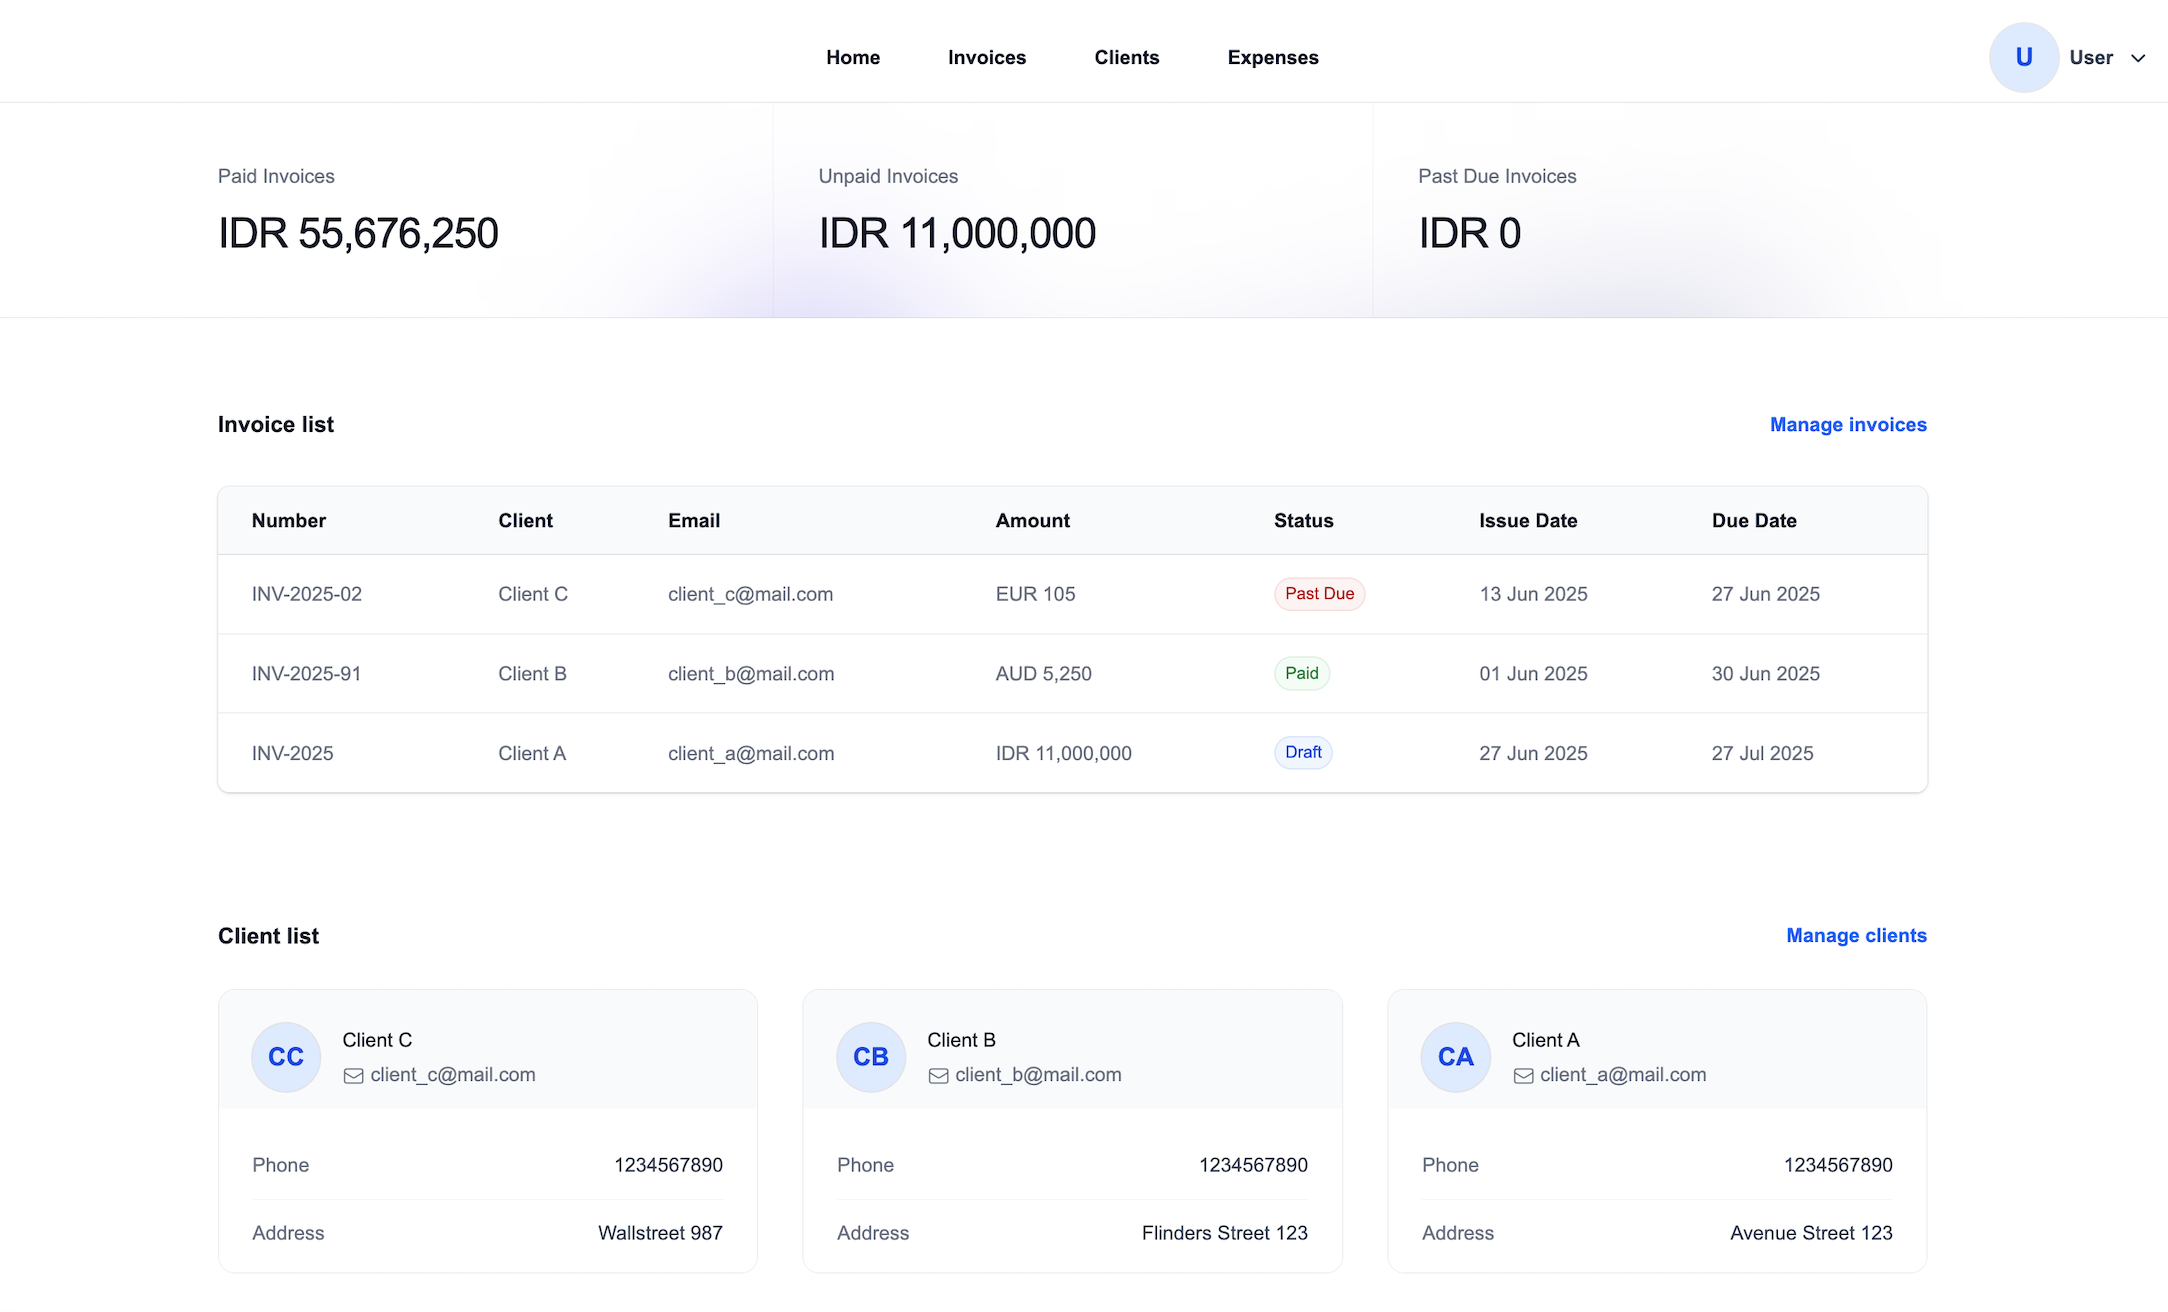 Home Invoices Clients Expenses U User
Paid Invoices Unpaid Invoices Past Due Invoices
IDR 55,676,250 IDR 11,000,000 IDR 0
Invoice list Manage invoices
Number Client Email Amount Status Issue Date Due Date
INV-2025-02 Client C client_c@mail.com EUR 105 Past Due 13 Jun 2025 27 Jun 2025
INV-2025-91 Client B client_b@mail.com AUD 5,250 Paid 01 Jun 2025 30 Jun 2025
INV-2025 Client A client_a@mail.com IDR 11,000,000 Draft 27 Jun 2025 27 Jul 2025
Client list Manage clients
CC Client C
client_c@mail.com
Phone 1234567890
Address Wallstreet 987
CB Client B
client_b@mail.com
Phone 1234567890
Address Flinders Street 123
CA Client A
client_a@mail.com
Phone 1234567890
Address Avenue Street 123